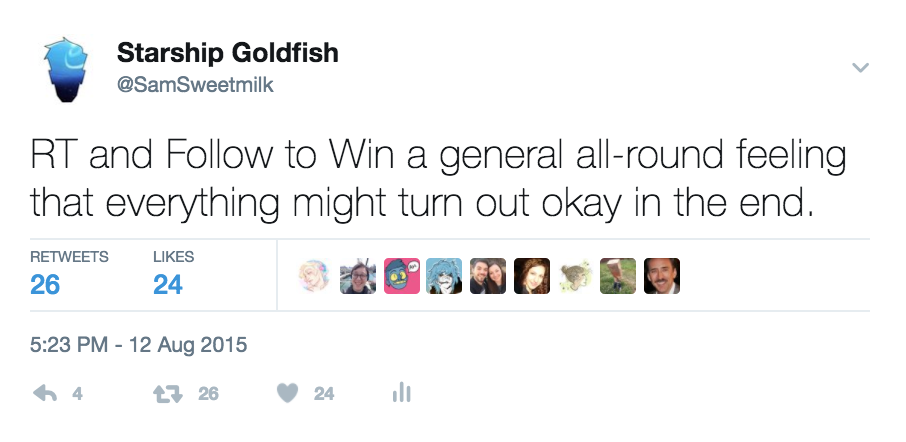 Starship Goldfish
@SamSweetmilk
RT and Follow to Win a general all-round feeling
that everything might turn out okay in the end.
RETWEETS LIKES
26 24
5:23 PM - 12 Aug 2015
4 26 24